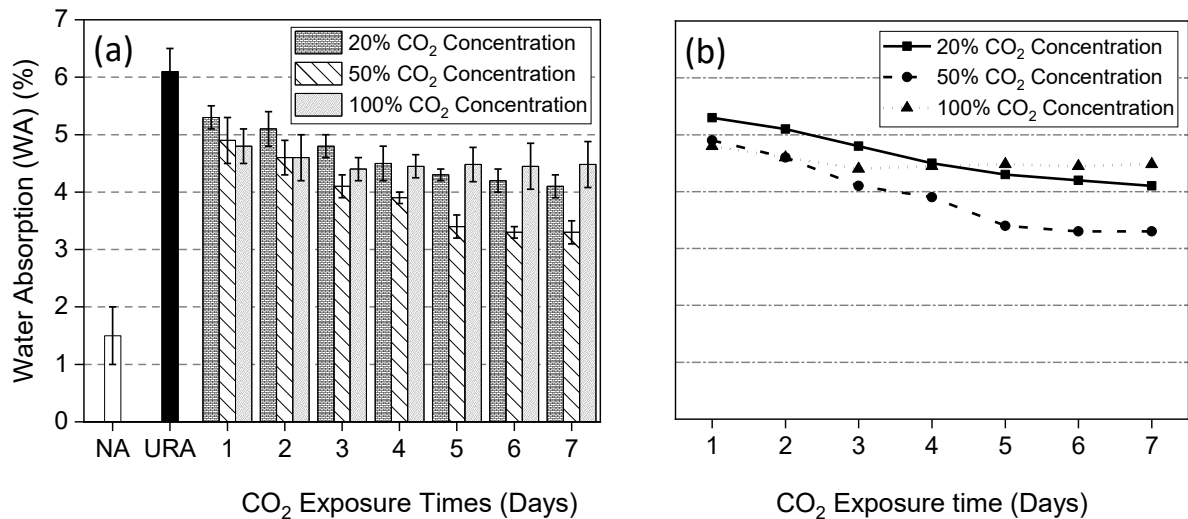 (a)
20% CO₂ Concentration
50% CO₂ Concentration
100% CO₂ Concentration
Water Absorption (WA) (%)
7
6
5
4
3
2
1
0
NA URA 1 2 3 4 5 6 7
CO₂ Exposure Times (Days)
(b)
20% CO₂ Concentration
50% CO₂ Concentration
100% CO₂ Concentration
1 2 3 4 5 6 7
CO₂ Exposure time (Days)